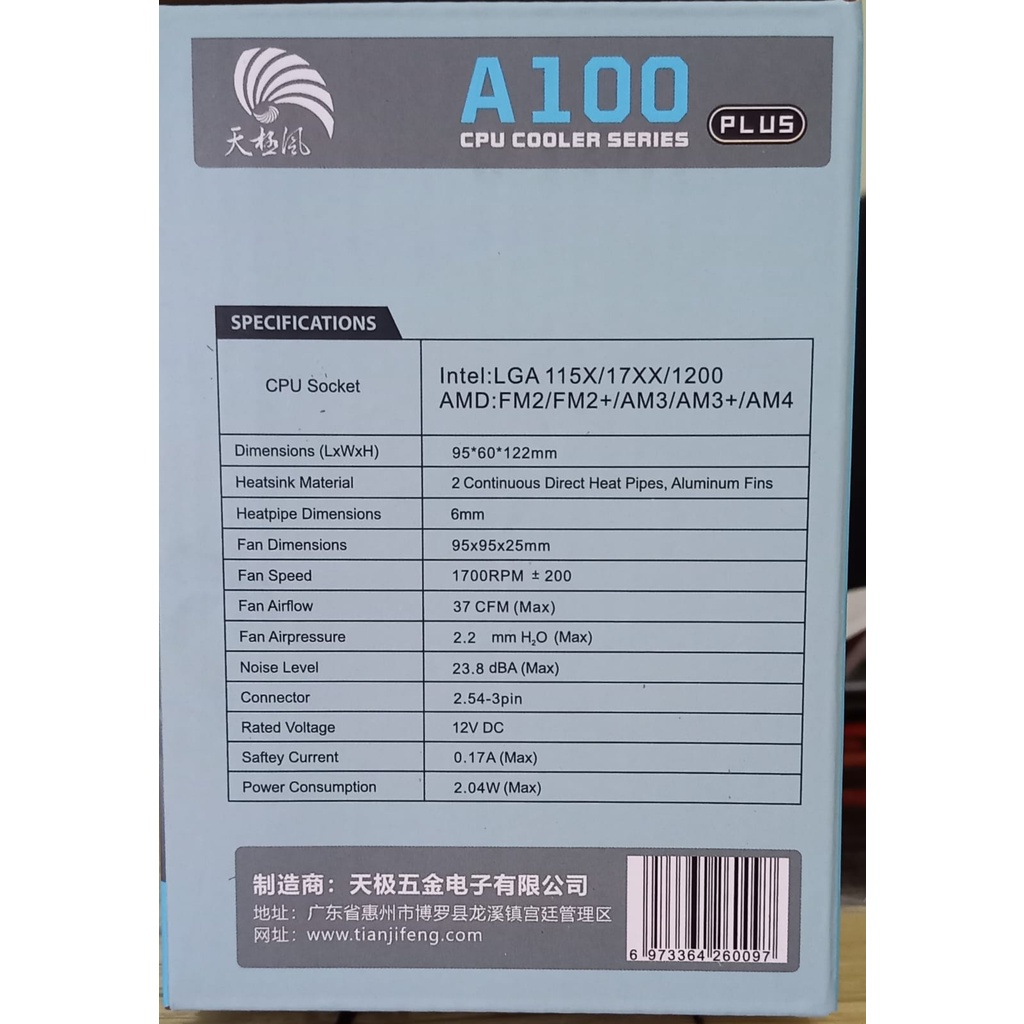 天極風
A100
CPU COOLER SERIES
PLUS
SPECIFICATIONS
CPU Socket
Intel:LGA 115X/17XX/1200
AMD:FM2/FM2+/AM3/AM3+/AM4
Dimensions (LxWxH) 95*60*122mm
Heatsink Material 2 Continuous Direct Heat Pipes, Aluminum Fins
Heatpipe Dimensions 6mm
Fan Dimensions 95x95x25mm
Fan Speed 1700RPM ± 200
Fan Airflow 37 CFM (Max)
Fan Airpressure 2.2 mm H₂O (Max)
Noise Level 23.8 dBA (Max)
Connector 2.54-3pin
Rated Voltage 12V DC
Saftey Current 0.17A (Max)
Power Consumption 2.04W (Max)
制造商：天极五金电子有限公司
地址：广东省惠州市博罗县龙溪镇宫廷管理区
网址：www.tianjifeng.com
6 973364 260097